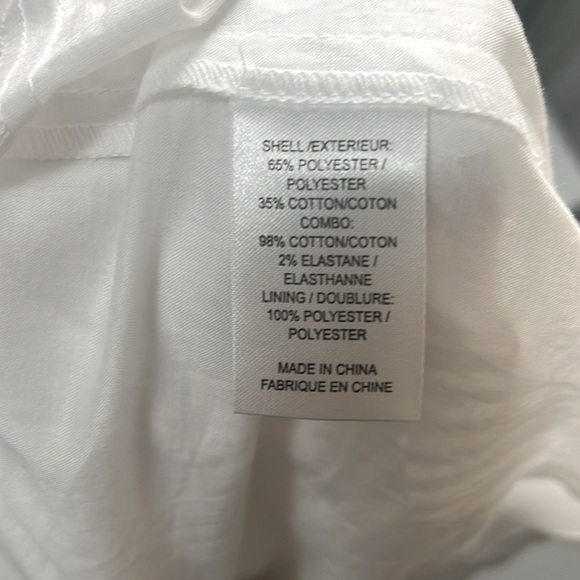 SHELL /EXTERIEUR:
65% POLYESTER /
POLYESTER
35% COTTON/COTON
COMBO:
98% COTTON/COTON
2% ELASTANE /
ELASTHANNE
LINING / DOUBLURE:
100% POLYESTER /
POLYESTER
MADE IN CHINA
FABRIQUE EN CHINE